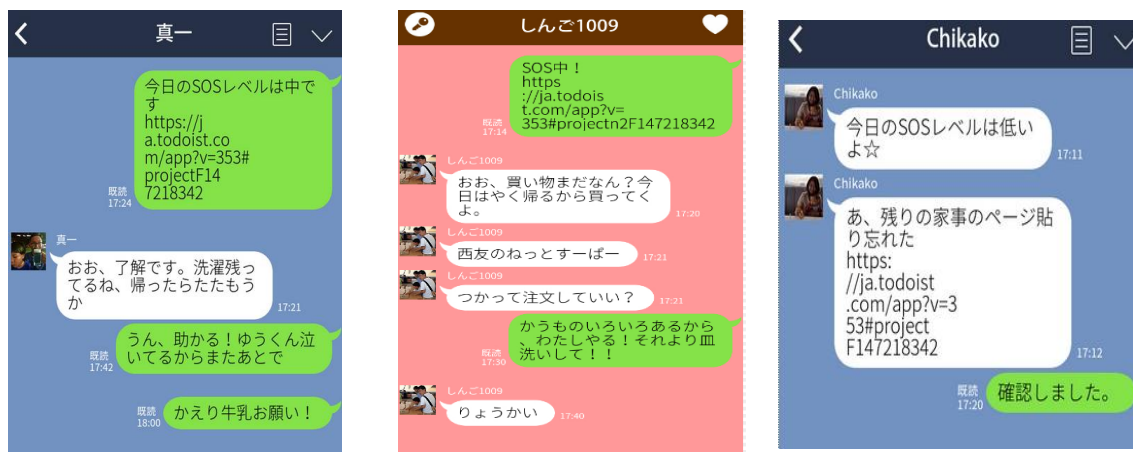 真一
今日のSOSレベルは中で
す
https://j
a.todoist.co
m/app?v=353#
projectF14
7218342
既読
17:24
真一
おお、了解です。洗濯残っ
てるね、帰ったらたたもう
か
17:21
うん、助かる！ゆうくん泣
いてるからまたあとで
既読
17:42
かえり牛乳お願い！
既読
18:00
しんご1009
SOS中！
https
://ja.todois
t.com/app?v=
353#projectn2F147218342
既読
17:14
しんご1009
おお、買い物まだなん？今
日はやく帰るから買ってく
よ。
17:20
しんご1009
西友のねっとすーぱー
17:21
しんご1009
つかって注文していい？
17:21
かうものいろいろあるから
、わたしやる！それより皿
洗いして！！
既読
17:30
しんご1009
りょうかい
17:40
Chikako
Chikako
今日のSOSレベルは低い
よ☆
17:11
Chikako
あ、残りの家事のページ貼
り忘れた
https:
//ja.todoist
.com/app?v=3
53#project
F147218342
17:12
確認しました。
既読
17:20